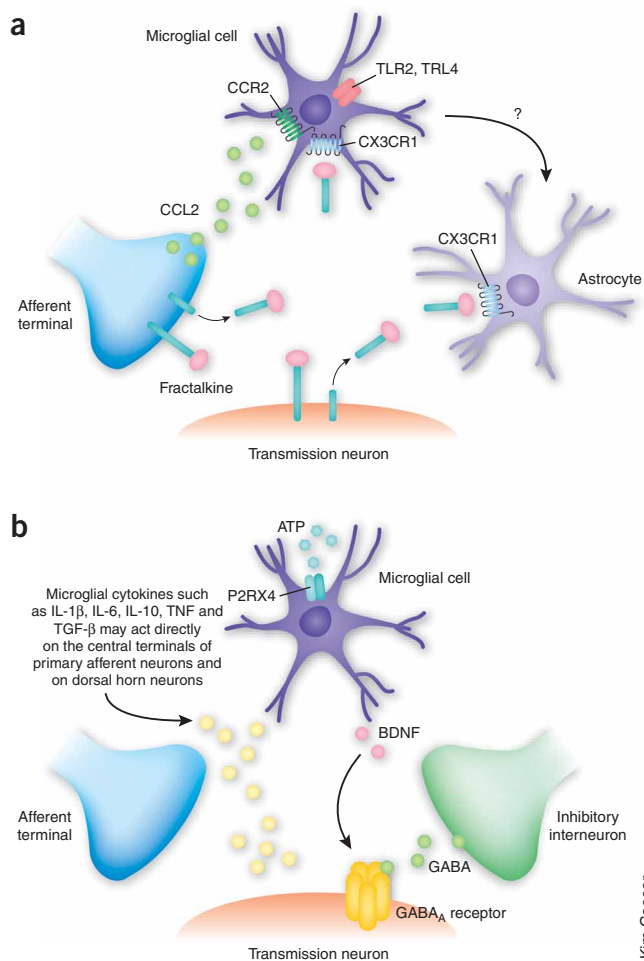 a
Microglial cell
TLR2, TRL4
CCR2
CX3CR1
?
CCL2
CX3CR1
Astrocyte
Afferent
terminal
Fractalkine
Transmission neuron
b
ATP
Microglial cell
P2RX4
Microglial cytokines such
as IL-1β, IL-6, IL-10, TNF and
TGF-β may act directly
on the central terminals of
primary afferent neurons and
on dorsal horn neurons
BDNF
Afferent
terminal
Inhibitory
interneuron
GABA
GABAA receptor
Transmission neuron